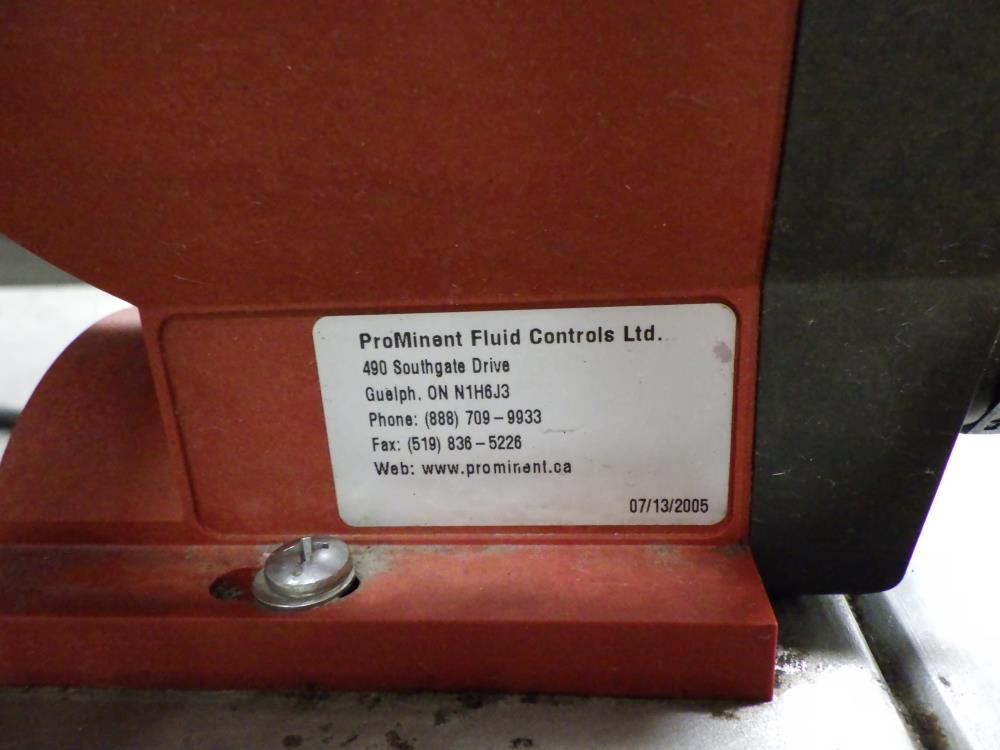 ProMinent Fluid Controls Ltd.
490 Southgate Drive
Guelph, ON N1H6J3
Phone: (888) 709-9933
Fax: (519) 836-5226
Web: www.prominent.ca
07/13/2005